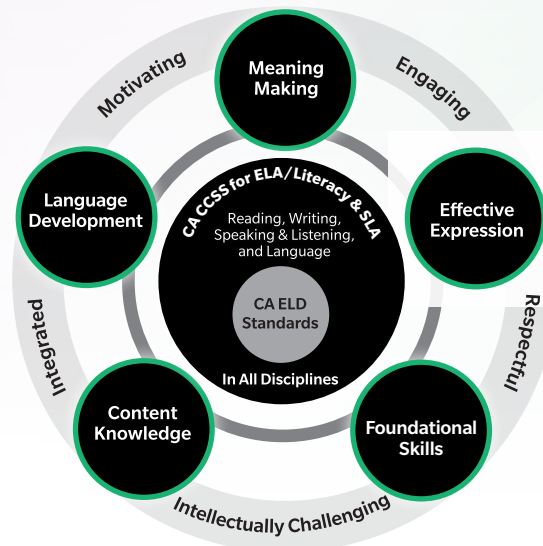 Motivating
Meaning
Making
Engaging
Language
Development
CA CCSS for ELA/Literacy & SLA
Reading, Writing,
Speaking & Listening,
and Language
Effective
Expression
CA ELD
Standards
In All Disciplines
Integrated
Respectful
Content
Knowledge
Foundational
Skills
Intellectually Challenging